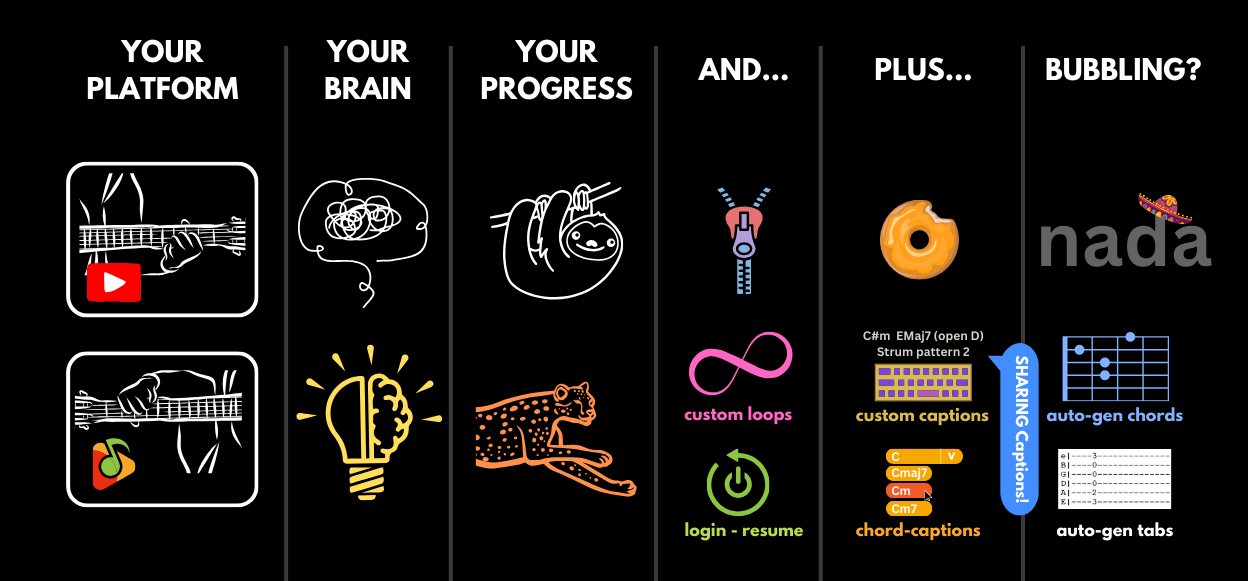 YOUR
PLATFORM
YOUR
BRAIN
YOUR
PROGRESS
AND...
PLUS...
BUBBLING?
nada
custom loops
login - resume
C#m EMaj7 (open D)
Strum pattern 2
custom captions
C v
Cmaj7
Cm
Cm7
chord-captions
SHARING Captions!
auto-gen chords
e|----3---------------
B|----0---------------
G|----0---------------
D|----0---------------
A|----2---------------
E|----3---------------
auto-gen tabs